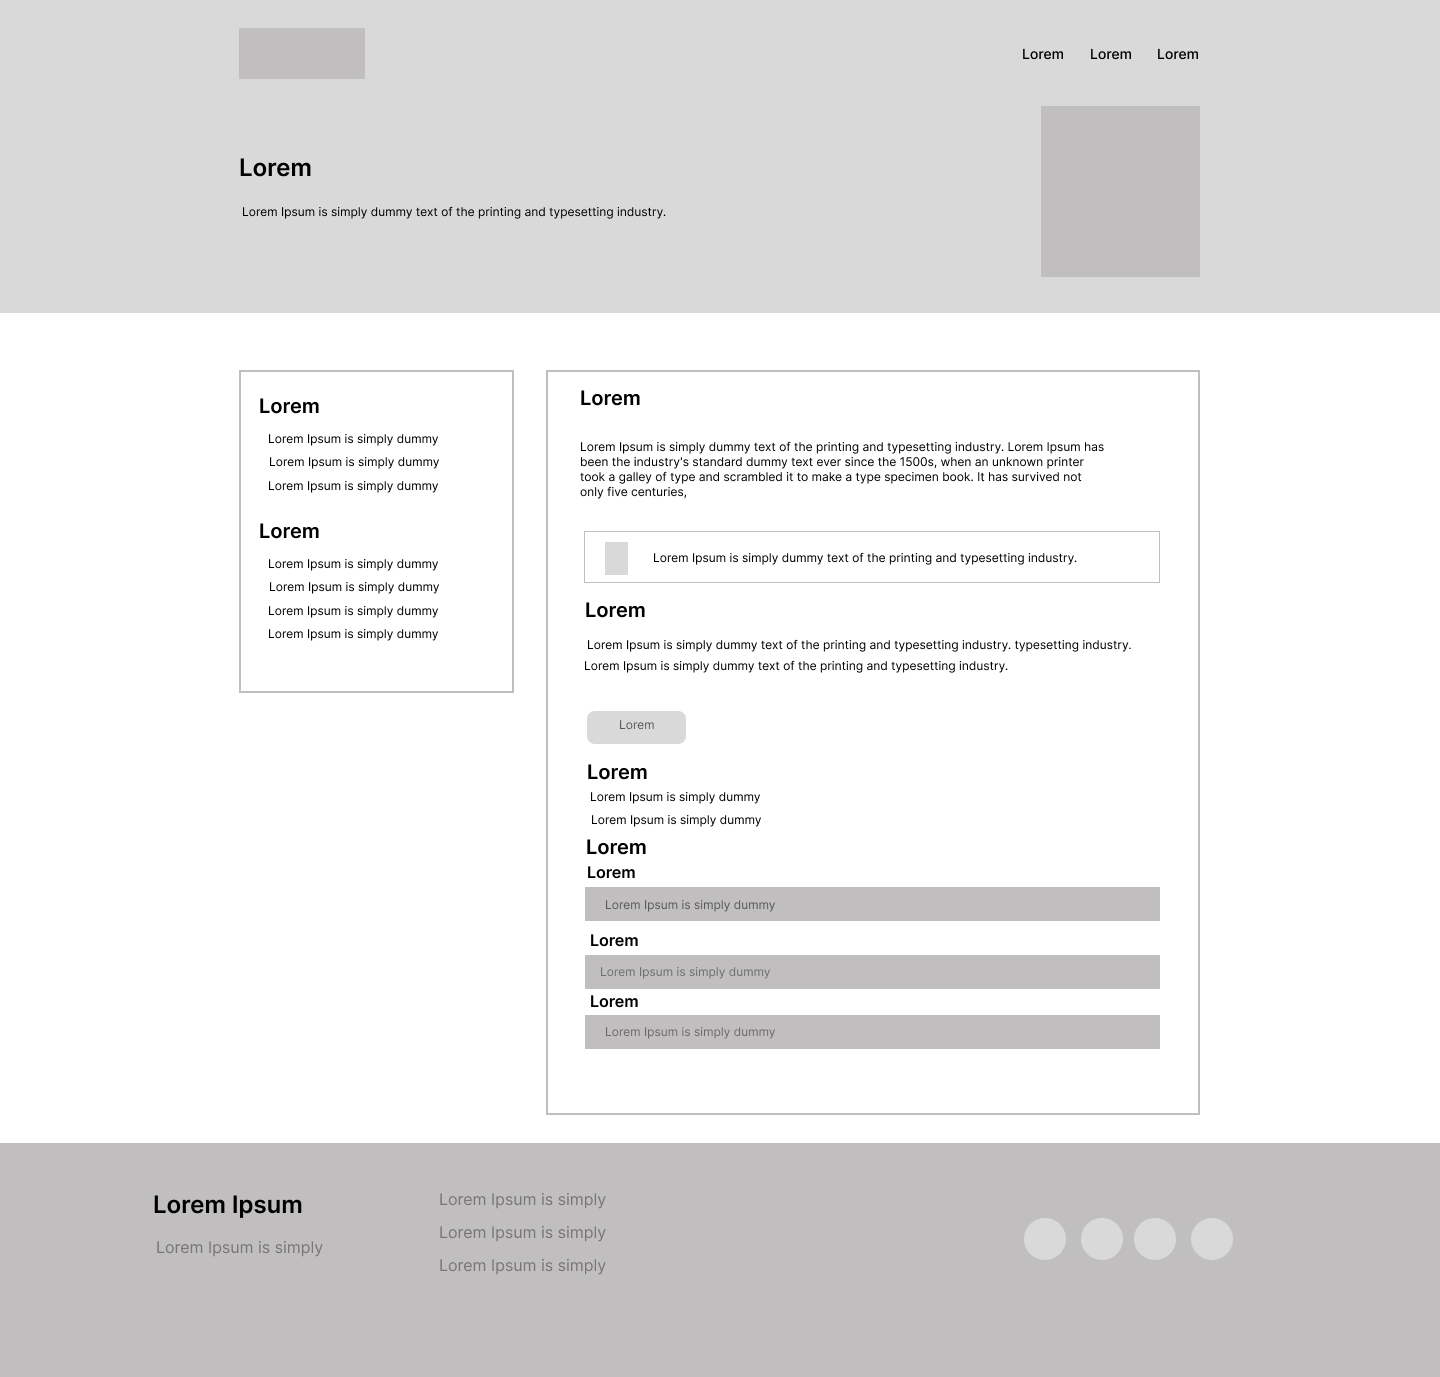 Lorem
Lorem
Lorem
Lorem
Lorem Ipsum is simply dummy text of the printing and typesetting industry.
Lorem
Lorem Ipsum is simply dummy
Lorem Ipsum is simply dummy
Lorem Ipsum is simply dummy
Lorem
Lorem Ipsum is simply dummy
Lorem Ipsum is simply dummy
Lorem Ipsum is simply dummy
Lorem Ipsum is simply dummy
Lorem
Lorem Ipsum is simply dummy text of the printing and typesetting industry. Lorem Ipsum has
been the industry's standard dummy text ever since the 1500s, when an unknown printer
took a galley of type and scrambled it to make a type specimen book. It has survived not
only five centuries,
Lorem Ipsum is simply dummy text of the printing and typesetting industry.
Lorem
Lorem Ipsum is simply dummy text of the printing and typesetting industry. typesetting industry.
Lorem Ipsum is simply dummy text of the printing and typesetting industry.
Lorem
Lorem
Lorem Ipsum is simply dummy
Lorem Ipsum is simply dummy
Lorem
Lorem
Lorem Ipsum is simply dummy
Lorem
Lorem Ipsum is simply dummy
Lorem
Lorem Ipsum is simply dummy
Lorem Ipsum
Lorem Ipsum is simply
Lorem Ipsum is simply
Lorem Ipsum is simply
Lorem Ipsum is simply